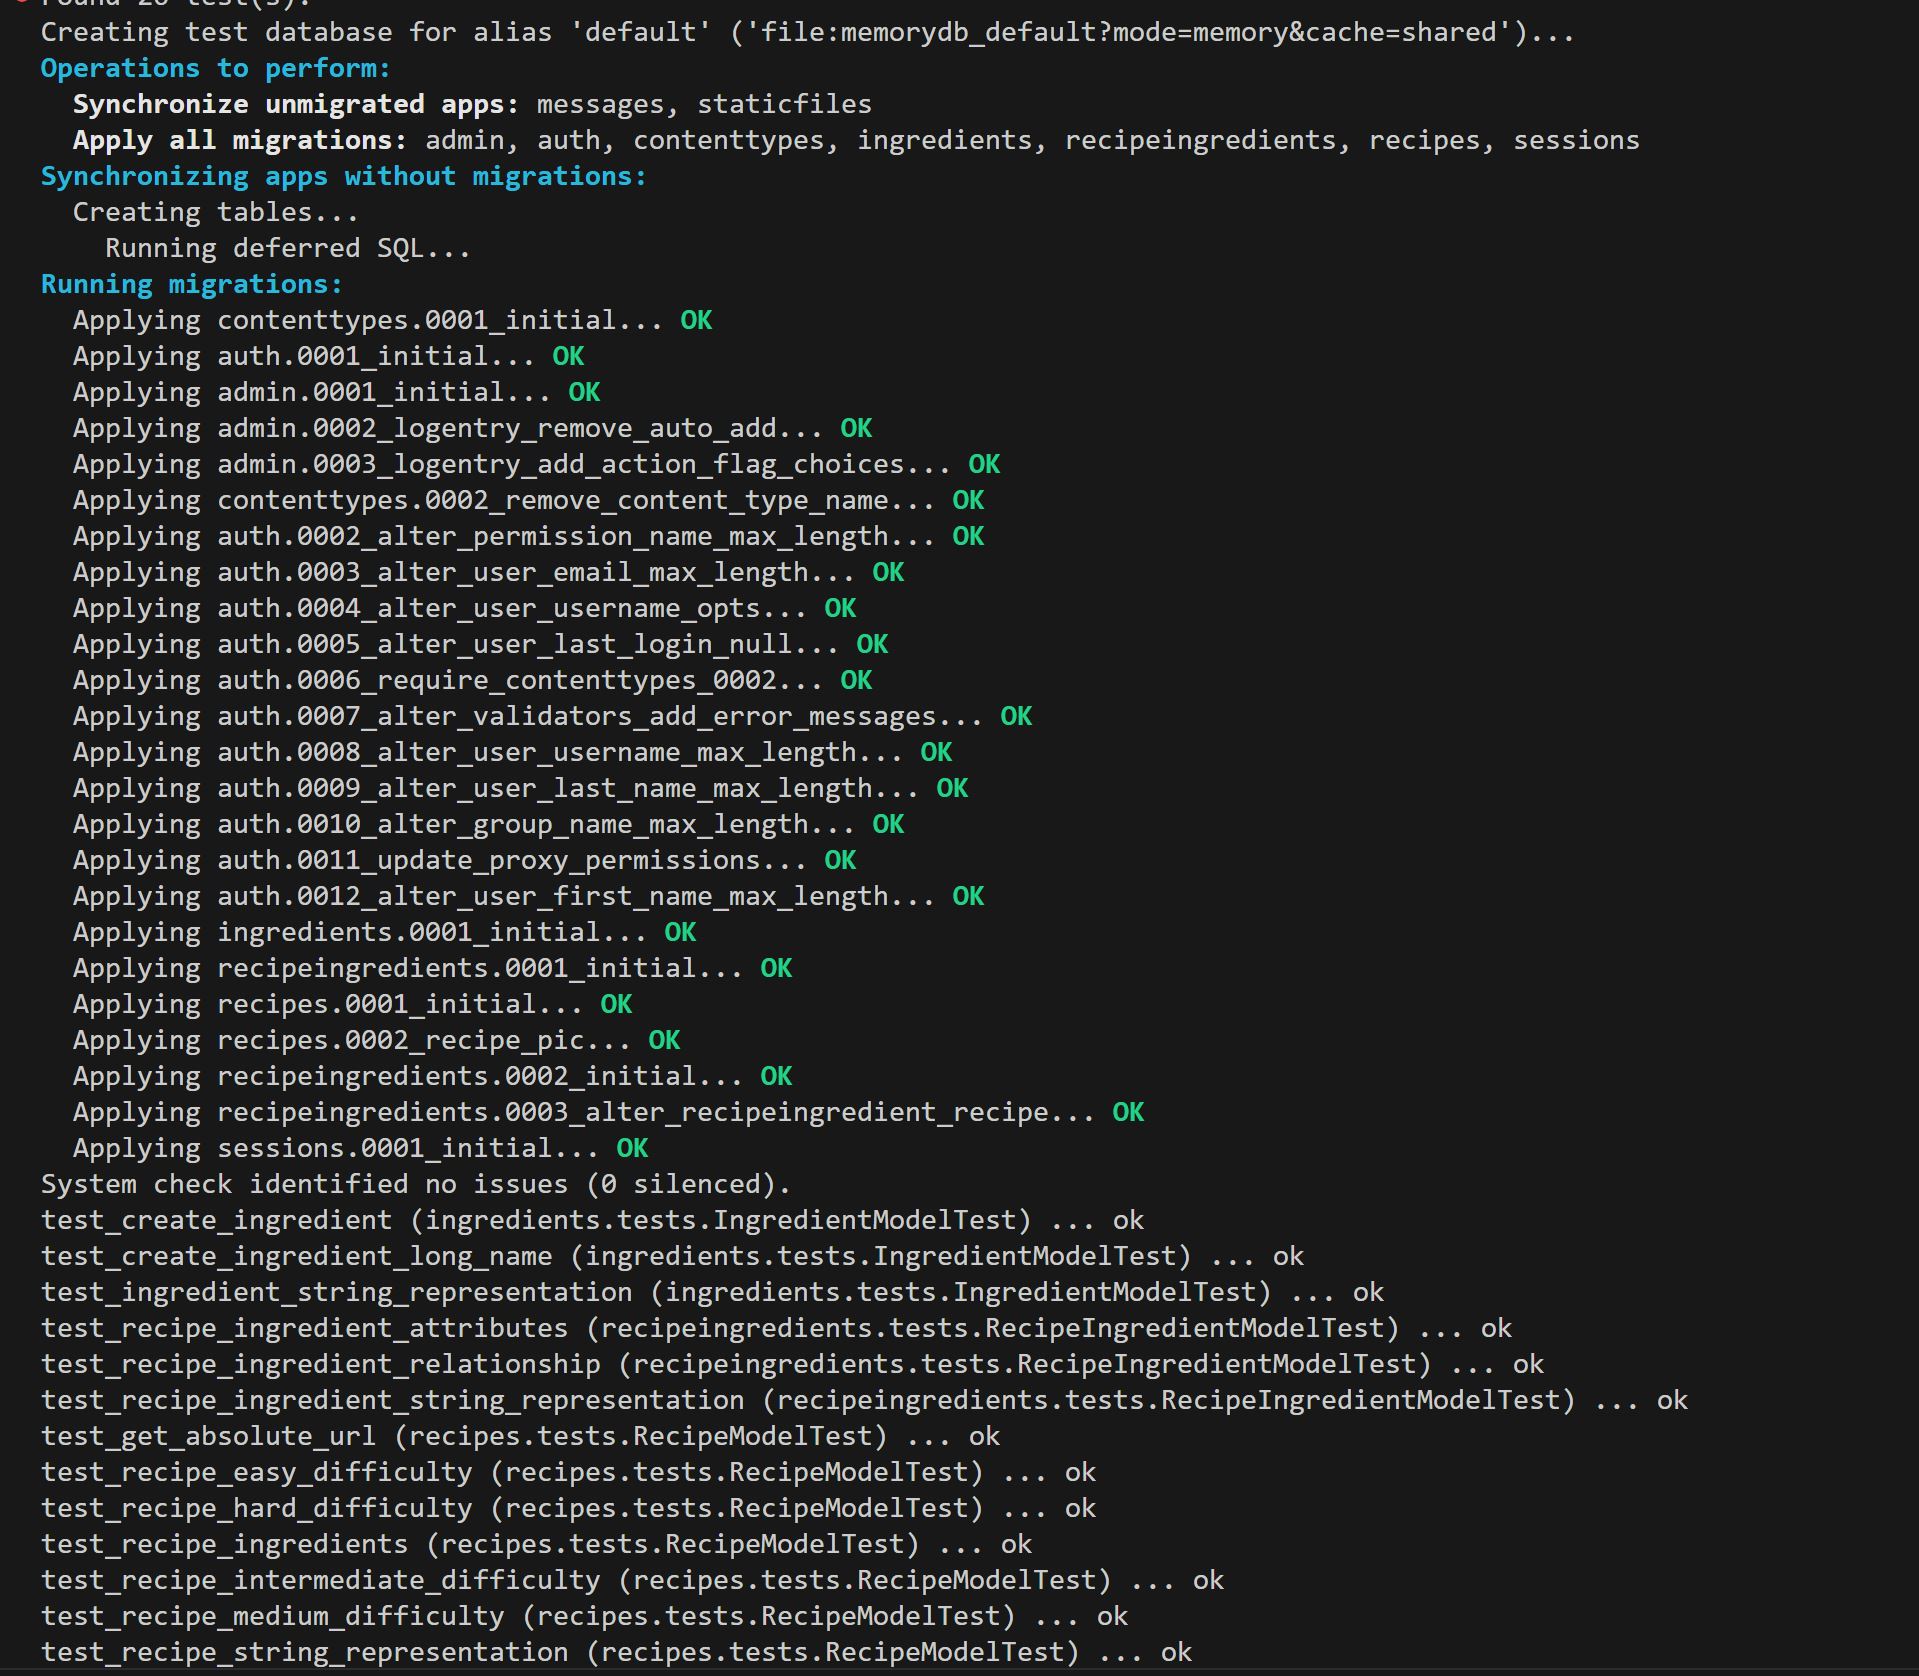 Found 20 test(s).
Creating test database for alias 'default' ('file:memorydb_default?mode=memory&cache=shared')...
Operations to perform:
  Synchronize unmigrated apps: messages, staticfiles
  Apply all migrations: admin, auth, contenttypes, ingredients, recipeingredients, recipes, sessions
Synchronizing apps without migrations:
  Creating tables...
    Running deferred SQL...
Running migrations:
  Applying contenttypes.0001_initial... OK
  Applying auth.0001_initial... OK
  Applying admin.0001_initial... OK
  Applying admin.0002_logentry_remove_auto_add... OK
  Applying admin.0003_logentry_add_action_flag_choices... OK
  Applying contenttypes.0002_remove_content_type_name... OK
  Applying auth.0002_alter_permission_name_max_length... OK
  Applying auth.0003_alter_user_email_max_length... OK
  Applying auth.0004_alter_user_username_opts... OK
  Applying auth.0005_alter_user_last_login_null... OK
  Applying auth.0006_require_contenttypes_0002... OK
  Applying auth.0007_alter_validators_add_error_messages... OK
  Applying auth.0008_alter_user_username_max_length... OK
  Applying auth.0009_alter_user_last_name_max_length... OK
  Applying auth.0010_alter_group_name_max_length... OK
  Applying auth.0011_update_proxy_permissions... OK
  Applying auth.0012_alter_user_first_name_max_length... OK
  Applying ingredients.0001_initial... OK
  Applying recipeingredients.0001_initial... OK
  Applying recipes.0001_initial... OK
  Applying recipes.0002_recipe_pic... OK
  Applying recipeingredients.0002_initial... OK
  Applying recipeingredients.0003_alter_recipeingredient_recipe... OK
  Applying sessions.0001_initial... OK
System check identified no issues (0 silenced).
test_create_ingredient (ingredients.tests.IngredientModelTest) ... ok
test_create_ingredient_long_name (ingredients.tests.IngredientModelTest) ... ok
test_ingredient_string_representation (ingredients.tests.IngredientModelTest) ... ok
test_recipe_ingredient_attributes (recipeingredients.tests.RecipeIngredientModelTest) ... ok
test_recipe_ingredient_relationship (recipeingredients.tests.RecipeIngredientModelTest) ... ok
test_recipe_ingredient_string_representation (recipeingredients.tests.RecipeIngredientModelTest) ... ok
test_get_absolute_url (recipes.tests.RecipeModelTest) ... ok
test_recipe_easy_difficulty (recipes.tests.RecipeModelTest) ... ok
test_recipe_hard_difficulty (recipes.tests.RecipeModelTest) ... ok
test_recipe_ingredients (recipes.tests.RecipeModelTest) ... ok
test_recipe_intermediate_difficulty (recipes.tests.RecipeModelTest) ... ok
test_recipe_medium_difficulty (recipes.tests.RecipeModelTest) ... ok
test_recipe_string_representation (recipes.tests.RecipeModelTest) ... ok